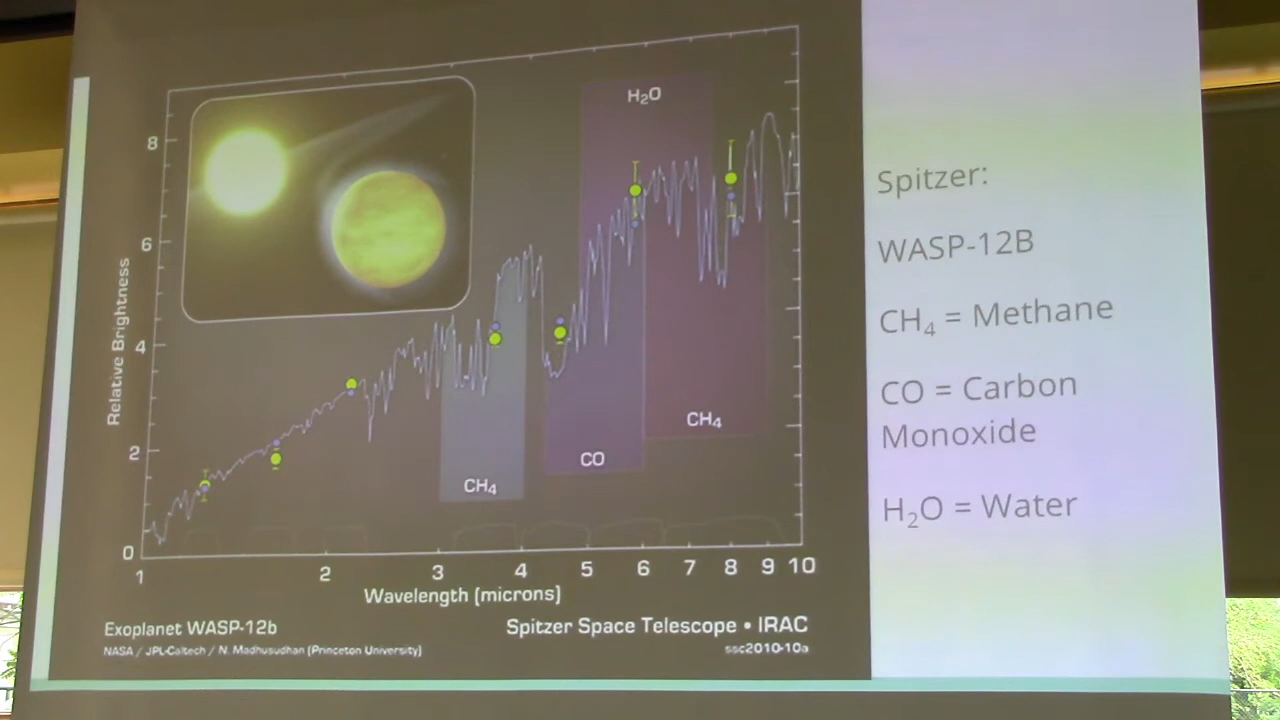 H₂O
8
6
4
2
0
Relative Brightness
CH₄
CO
CH₄
1 2 3 4 5 6 7 8 9 10
Wavelength (microns)
Exoplanet WASP-12b
Spitzer Space Telescope • IRAC
NASA / JPL-Caltech / N. Madhusudhan (Princeton University)
ssc2010-10a
Spitzer:
WASP-12B
CH₄ = Methane
CO = Carbon
Monoxide
H₂O = Water